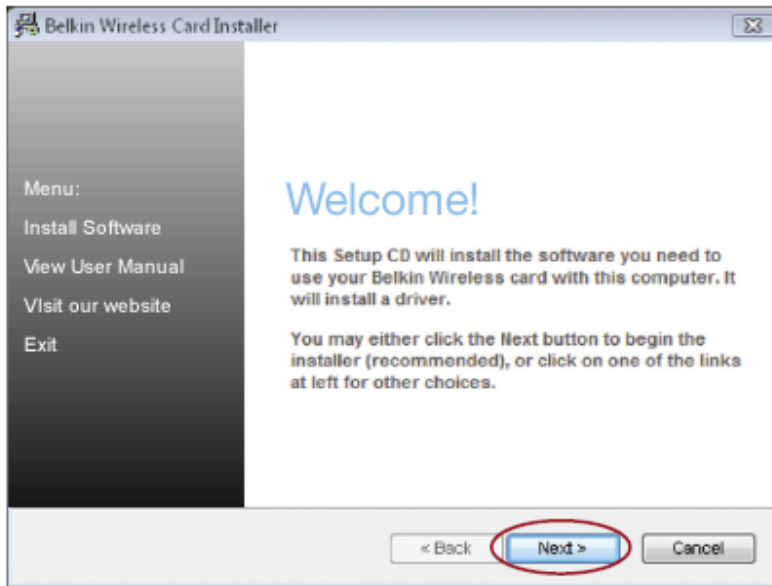 Belkin Wireless Card Installer
Menu:
Install Software
View User Manual
VIsit our website
Exit
Welcome!
This Setup CD will install the software you need to
use your Belkin Wireless card with this computer. It
will install a driver.
You may either click the Next button to begin the
installer (recommended), or click on one of the links
at left for other choices.
< Back
Next >
Cancel